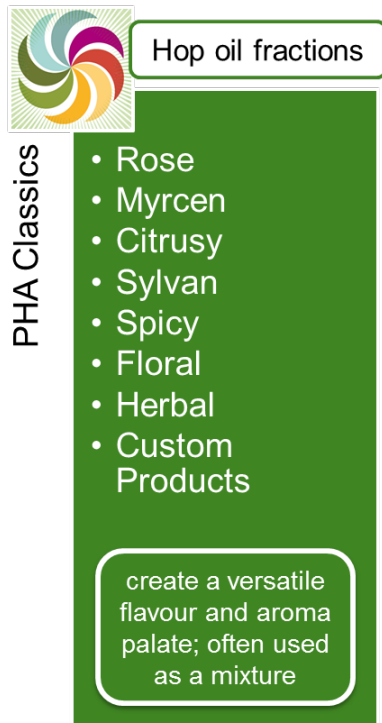 Hop oil fractions
PHA Classics
• Rose
• Myrcen
• Citrusy
• Sylvan
• Spicy
• Floral
• Herbal
• Custom
Products
create a versatile
flavour and aroma
palate; often used
as a mixture